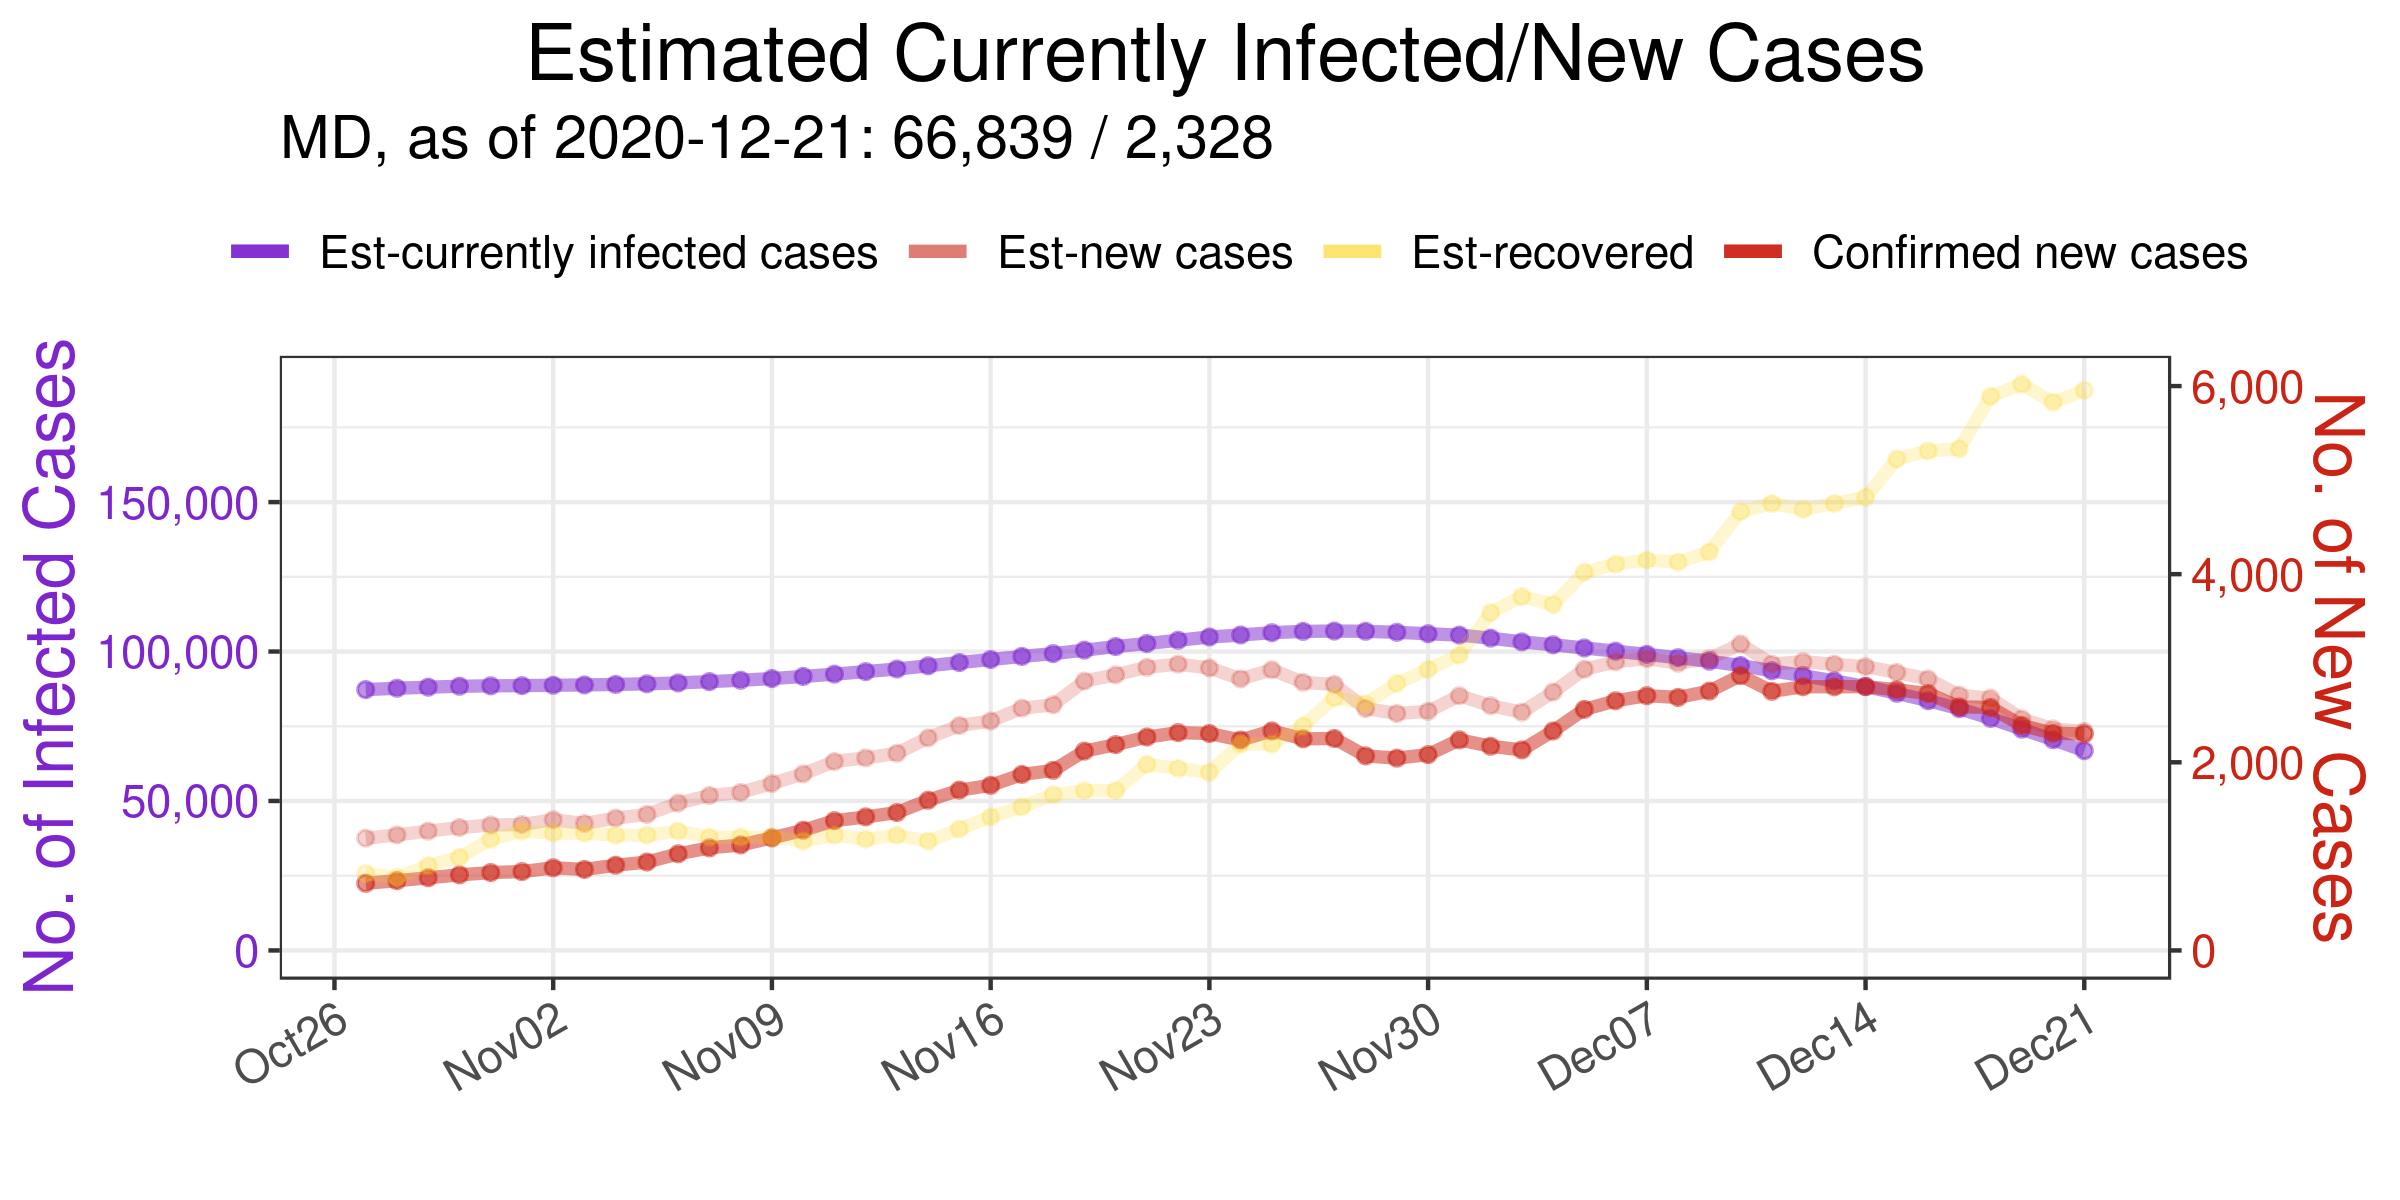 Estimated Currently Infected/New Cases
MD, as of 2020-12-21: 66,839 / 2,328
Est-currently infected cases Est-new cases Est-recovered Confirmed new cases
No. of Infected Cases
150,000
100,000
50,000
0
6,000
4,000
2,000
0
No. of New Cases
Oct26 Nov02 Nov09 Nov16 Nov23 Nov30 Dec07 Dec14 Dec21